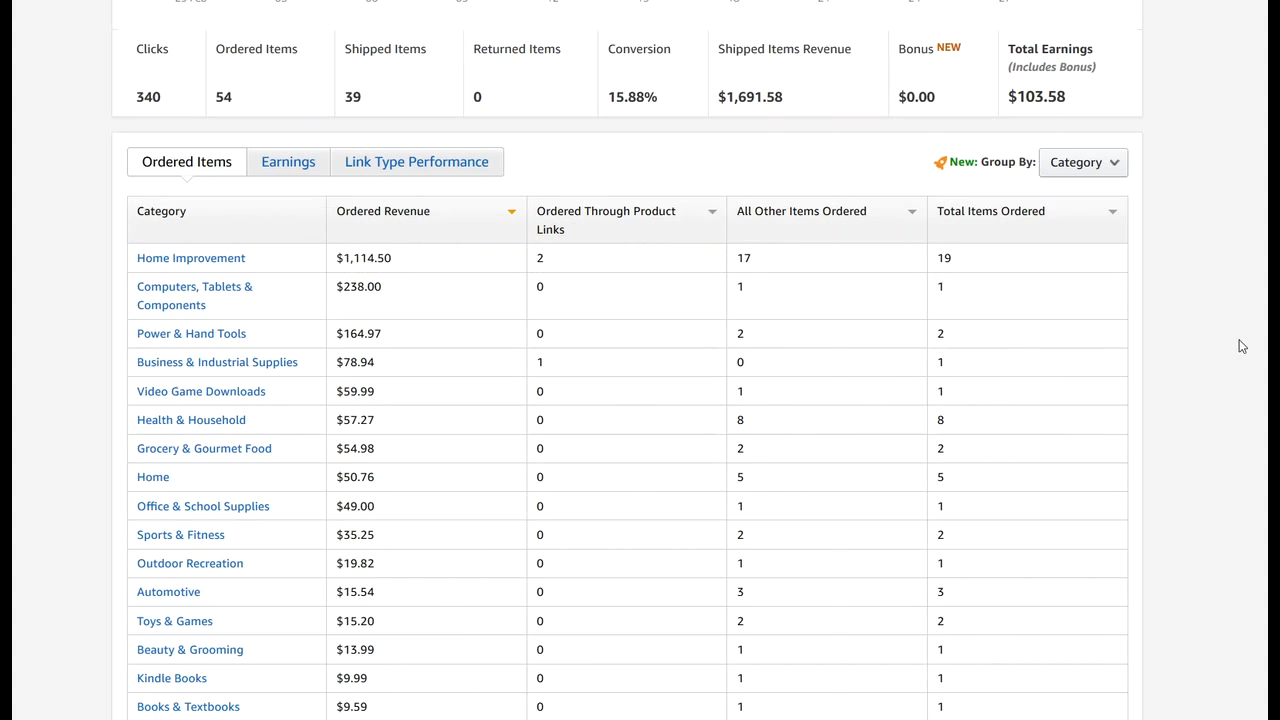 Clicks Ordered Items Shipped Items Returned Items Conversion Shipped Items Revenue Bonus NEW Total Earnings
(Includes Bonus)
340 54 39 0 15.88% $1,691.58 $0.00 $103.58
Ordered Items Earnings Link Type Performance New: Group By: Category
Category Ordered Revenue Ordered Through Product Links All Other Items Ordered Total Items Ordered
Home Improvement $1,114.50 2 17 19
Computers, Tablets & Components $238.00 0 1 1
Power & Hand Tools $164.97 0 2 2
Business & Industrial Supplies $78.94 1 0 1
Video Game Downloads $59.99 0 1 1
Health & Household $57.27 0 8 8
Grocery & Gourmet Food $54.98 0 2 2
Home $50.76 0 5 5
Office & School Supplies $49.00 0 1 1
Sports & Fitness $35.25 0 2 2
Outdoor Recreation $19.82 0 1 1
Automotive $15.54 0 3 3
Toys & Games $15.20 0 2 2
Beauty & Grooming $13.99 0 1 1
Kindle Books $9.99 0 1 1
Books & Textbooks $9.59 0 1 1